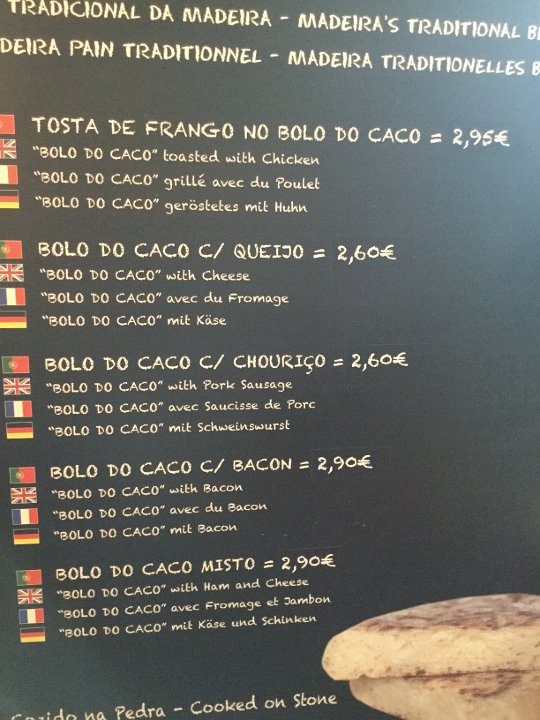 TRADICIONAL DA MADEIRA - MADEIRA'S TRADITIONAL
PAIN TRADITIONNEL - MADEIRA TRADITIONELLES
TOSTA DE FRANGO NO BOLO DO CACO = 2,95€
"BOLO DO CACO" toasted with Chicken
"BOLO DO CACO" grillé avec du Poulet
"BOLO DO CACO" geröstetes mit Huhn
BOLO DO CACO C/ QUEIJO = 2,60€
"BOLO DO CACO" with Cheese
"BOLO DO CACO" avec du Fromage
"BOLO DO CACO" mit Käse
BOLO DO CACO C/ CHOURIÇO = 2,60€
"BOLO DO CACO" with Pork Sausage
"BOLO DO CACO" avec Saucisse de Porc
"BOLO DO CACO" mit Schweinswurst
BOLO DO CACO C/ BACON = 2,90€
"BOLO DO CACO" with Bacon
"BOLO DO CACO" avec du Bacon
"BOLO DO CACO" mit Bacon
BOLO DO CACO MISTO = 2,90€
"BOLO DO CACO" with Ham and Cheese
"BOLO DO CACO" avec Fromage et Jambon
"BOLO DO CACO" mit Käse und Schinken
Cozido na Pedra - Cooked on Stone